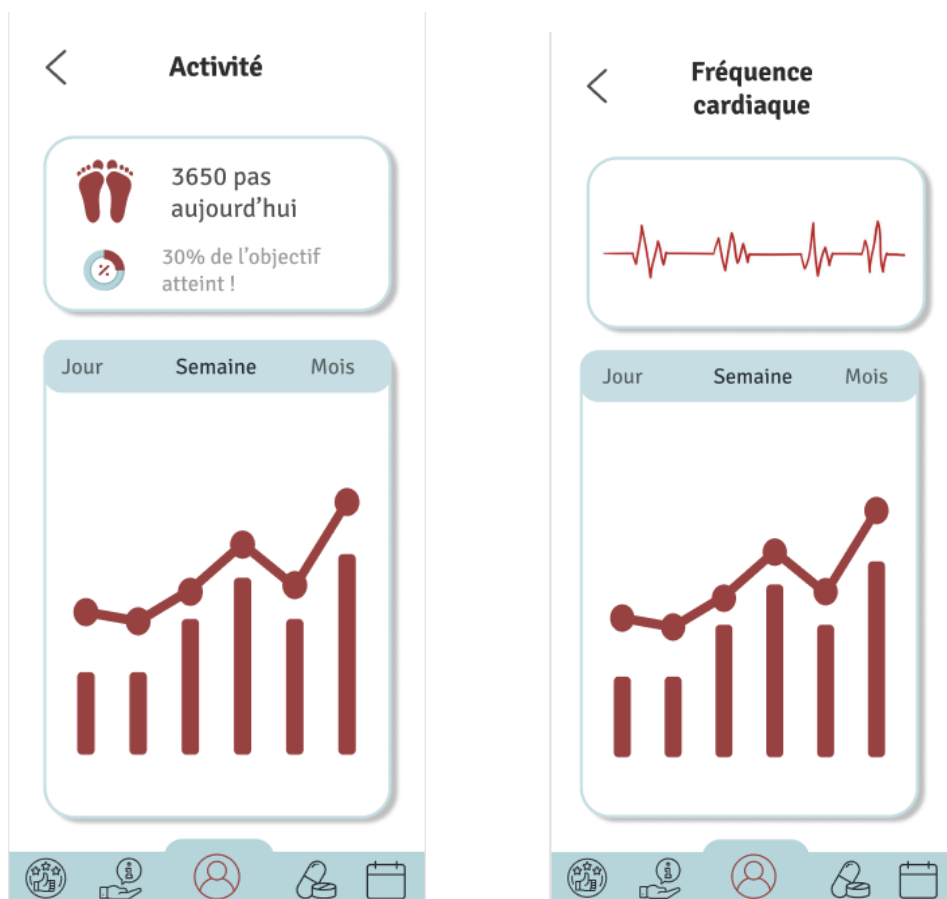 Activité
3650 pas
aujourd’hui
30% de l’objectif
atteint !
Jour Semaine Mois
Fréquence
cardiaque
Jour Semaine Mois